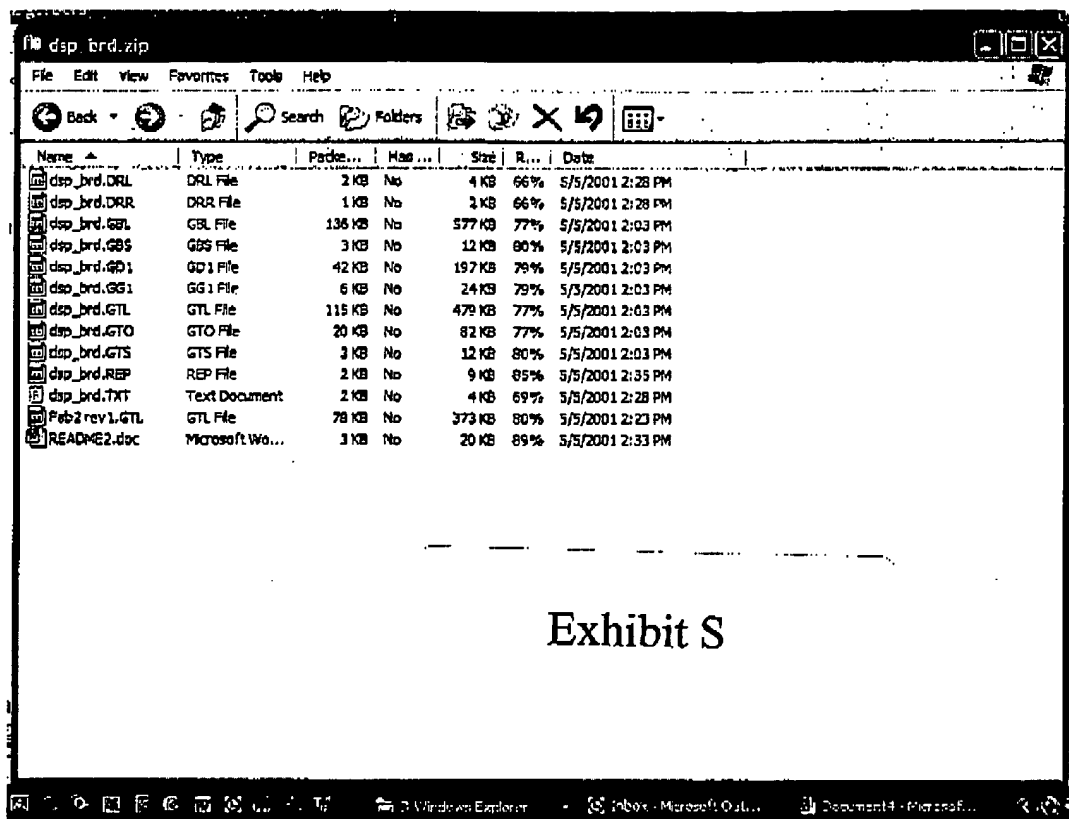 dsp_brd.zip
File Edit View Favorites Tools Help
Back Search Folders
Name Type Packe... Has ... Size R... Date
dsp_brd.DRL DRL File 2 KB No 4 KB 66% 5/5/2001 2:28 PM
dsp_brd.DRR DRR File 1 KB No 2 KB 66% 5/5/2001 2:28 PM
dsp_brd.GBL GBL File 136 KB No 577 KB 77% 5/5/2001 2:03 PM
dsp_brd.GBS GBS File 3 KB No 12 KB 80% 5/5/2001 2:03 PM
dsp_brd.GD1 GD1 File 42 KB No 197 KB 79% 5/5/2001 2:03 PM
dsp_brd.GG1 GG1 File 6 KB No 24 KB 79% 5/5/2001 2:03 PM
dsp_brd.GTL GTL File 115 KB No 479 KB 77% 5/5/2001 2:03 PM
dsp_brd.GTO GTO File 20 KB No 82 KB 77% 5/5/2001 2:03 PM
dsp_brd.GTS GTS File 3 KB No 12 KB 80% 5/5/2001 2:03 PM
dsp_brd.REP REP File 2 KB No 9 KB 85% 5/5/2001 2:35 PM
dsp_brd.TXT Text Document 2 KB No 4 KB 69% 5/5/2001 2:28 PM
Fab2rev1.GTL GTL File 78 KB No 373 KB 80% 5/5/2001 2:23 PM
README2.doc Microsoft Wo... 3 KB No 20 KB 89% 5/5/2001 2:33 PM
Exhibit S
Windows Explorer Inbox - Microsoft Out... Document4 - Microsof...